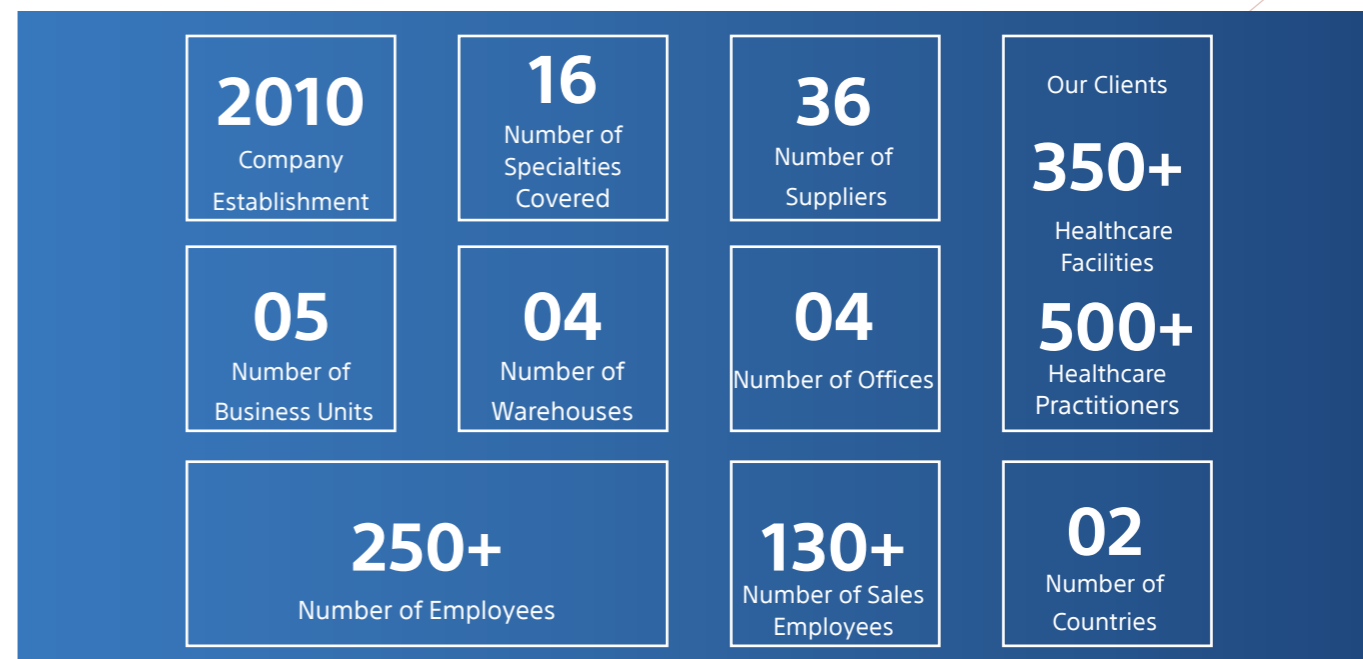 2010
Company
Establishment
16
Number of
Specialties
Covered
36
Number of
Suppliers
Our Clients
350+
Healthcare
Facilities
500+
Healthcare
Practitioners
05
Number of
Business Units
04
Number of
Warehouses
04
Number of Offices
250+
Number of Employees
130+
Number of Sales
Employees
02
Number of
Countries